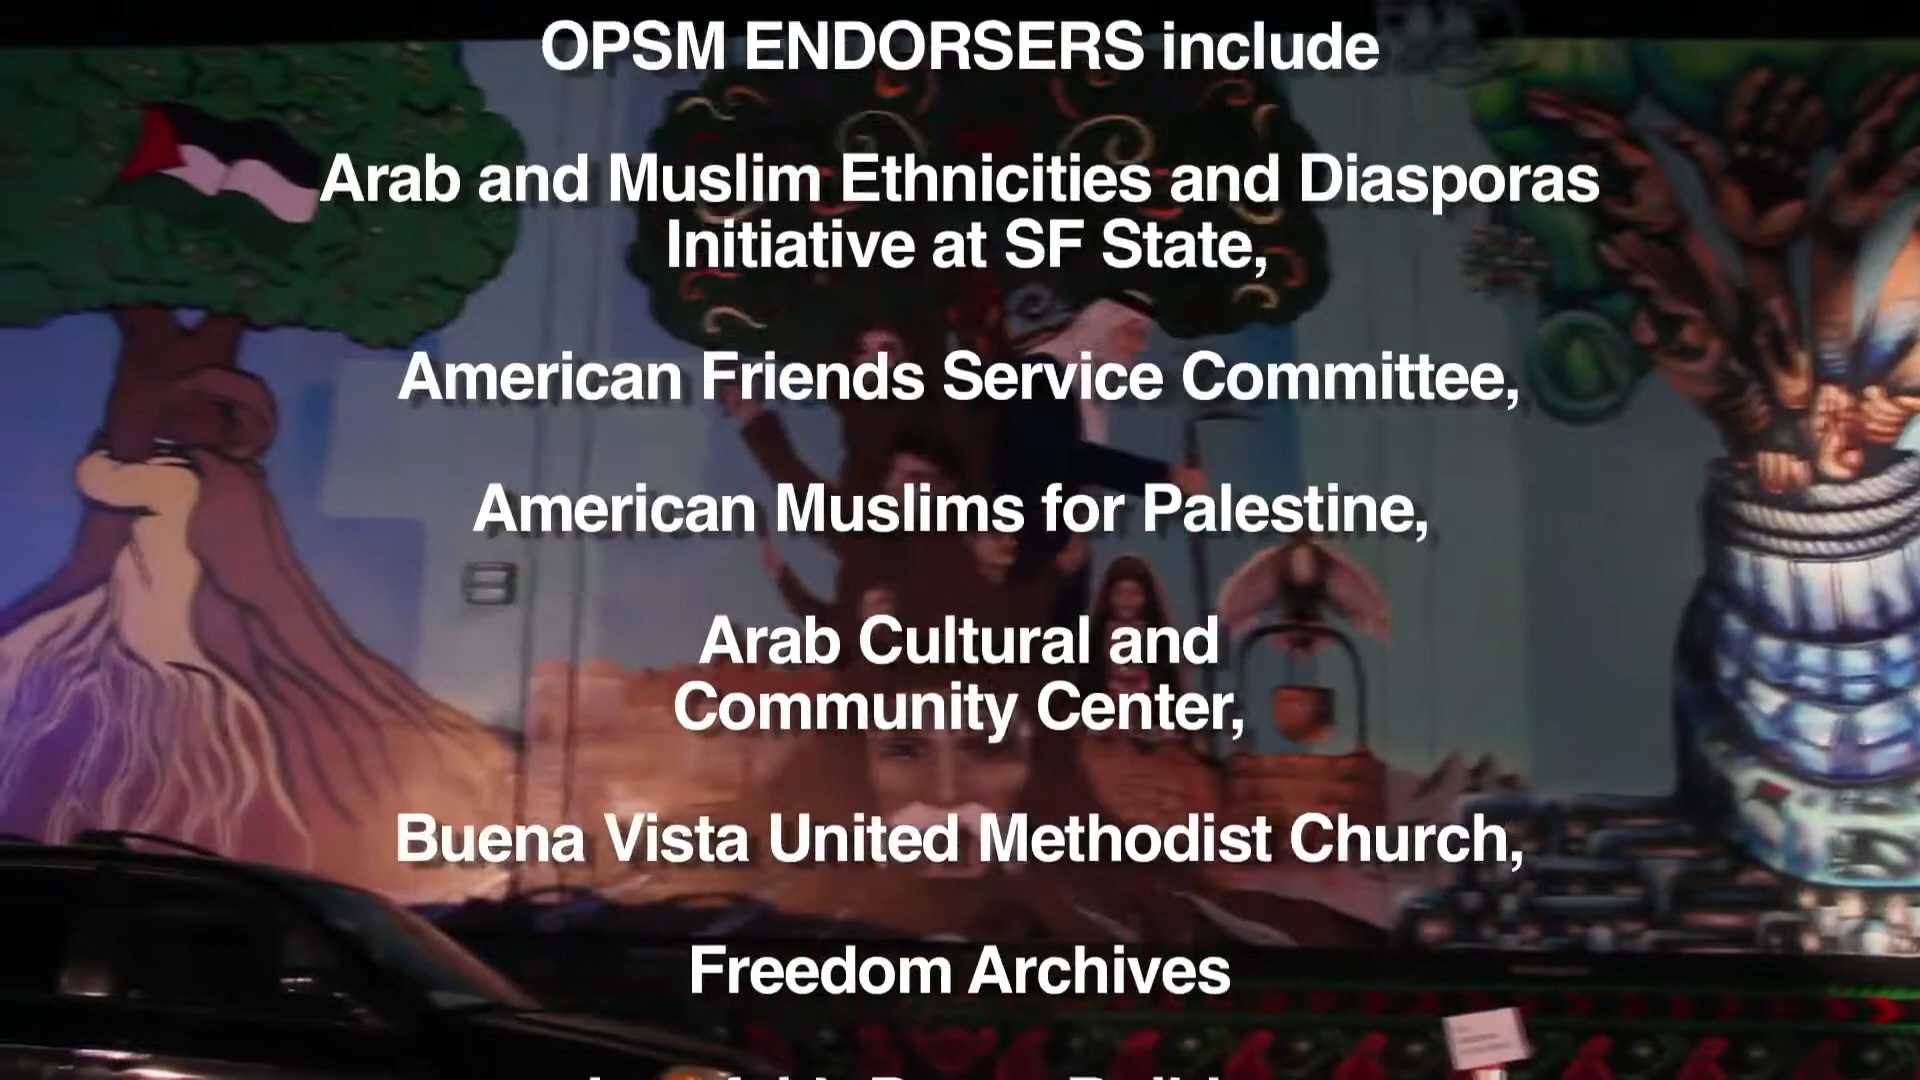 OPSM ENDORSERS include
Arab and Muslim Ethnicities and Diasporas
Initiative at SF State,
American Friends Service Committee,
American Muslims for Palestine,
Arab Cultural and
Community Center,
Buena Vista United Methodist Church,
Freedom Archives